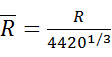 R̅ = R / 4420^{1/3}